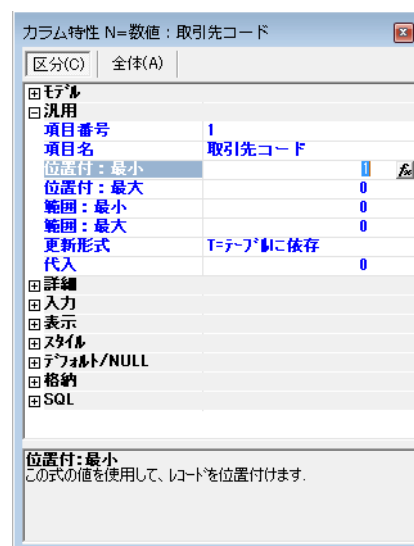 カラム特性 N=数値：取引先コード
区分(C) 全体(A)
ﾓﾃﾞﾙ
汎用
項目番号 1
項目名 取引先コード
位置付：最小 1
位置付：最大 0
範囲：最小 0
範囲：最大 0
更新形式 T=ﾃｰﾌﾞﾙに依存
代入 0
詳細
入力
表示
ｽﾀｲﾙ
ﾃﾞﾌｫﾙﾄ/NULL
格納
SQL
位置付:最小
この式の値を使用して、ﾚｺｰﾄﾞを位置付けます.